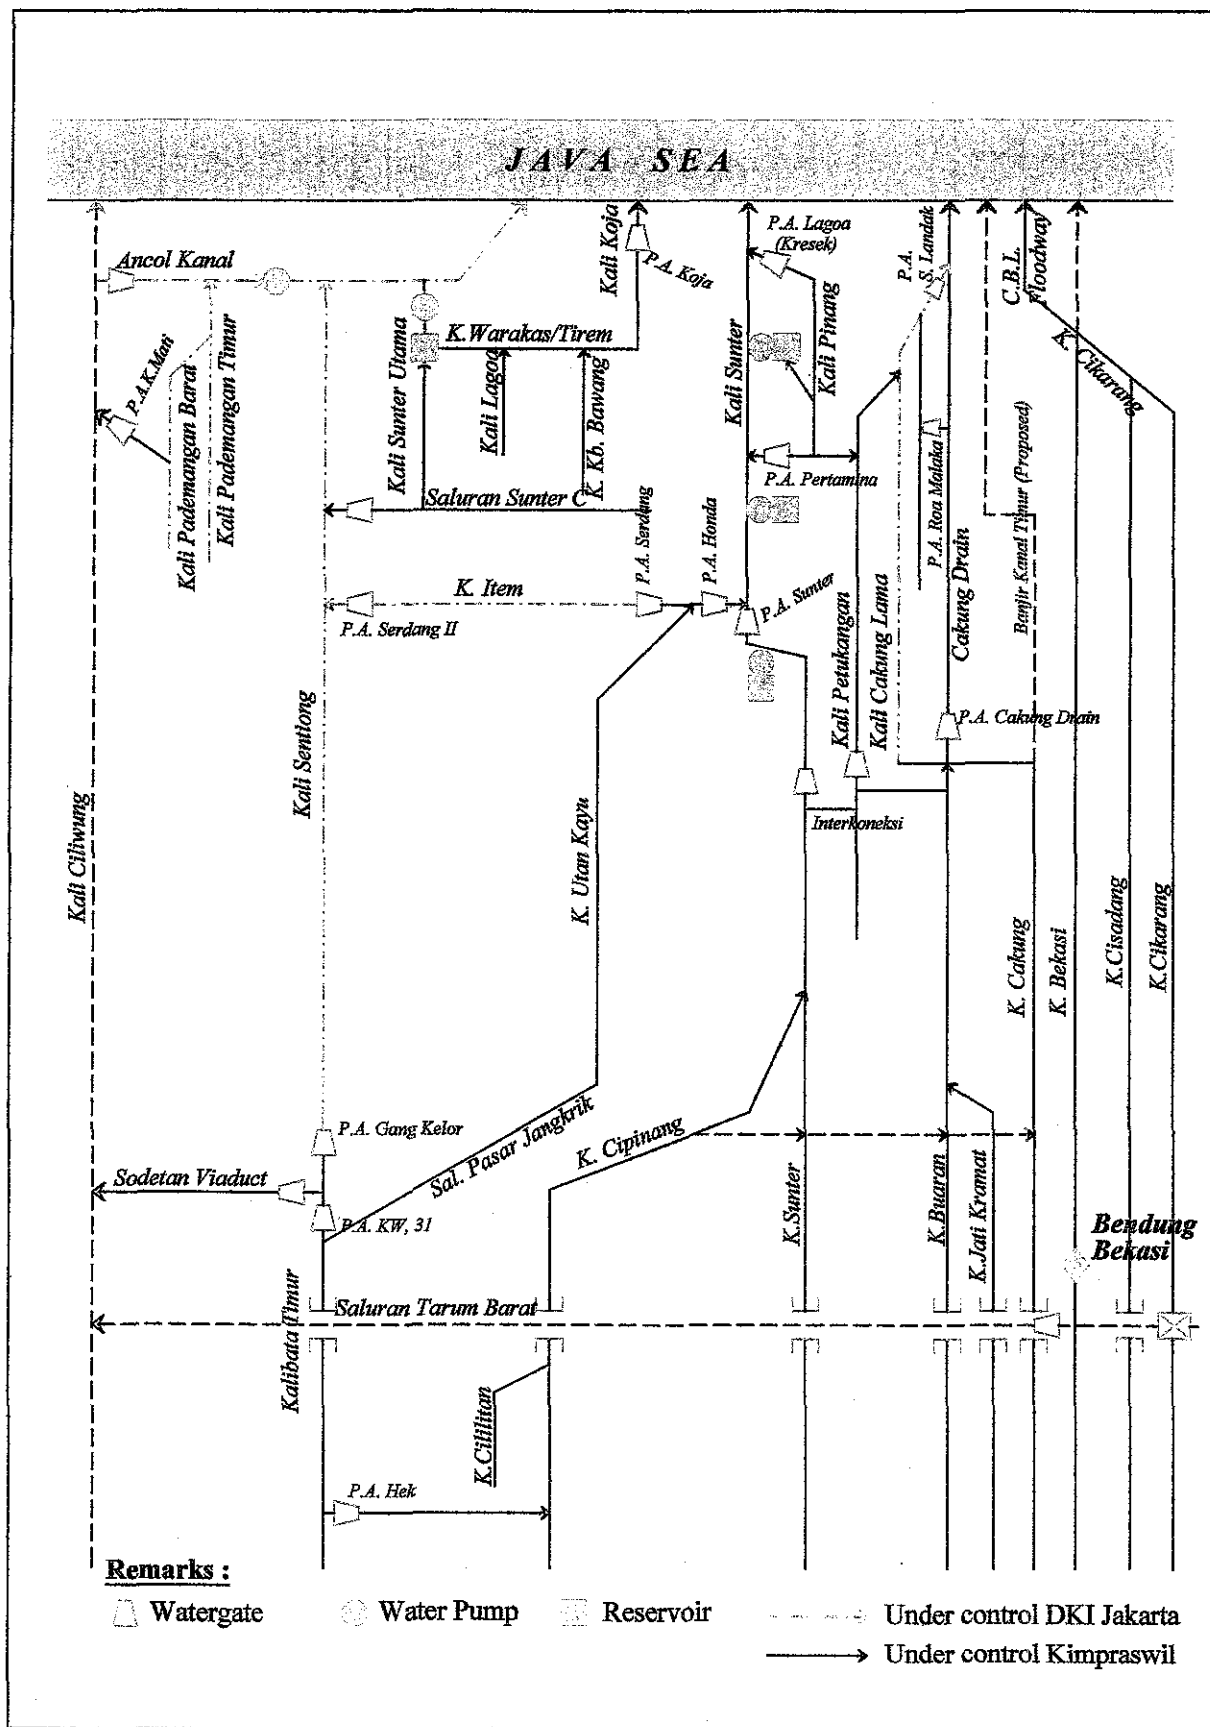 JAVA SEA
Ancol Kanal
P.A.K.Mati
Kali Pademangan Barat
Kali Pademangan Timur
Kali Sunter Utama
K.Warakas/Tirem
Kali Lagoa
K. Kb. Bawang
Kali Koja
P.A. Koja
P.A. Lagoa
(Kresek)
Kali Sunter
Kali Pinang
P.A. Pertamina
P.A.
S. Landak
C.B.L.
Floodway
K. Cikarang
Saluran Sunter C
P.A. Serdang
P.A. Honda
P.A. Sunter
P.A. Roa Malaka
Banjir Kanal Timur (Proposed)
K. Item
P.A. Serdang II
Kali Petukangan
Kali Cakung Lama
Cakung Drain
P.A. Cakung Drain
Kali Sentiong
Kali Ciliwung
K. Utan Kayu
Interkoneksi
K. Cakung
K. Bekasi
K.Cisadang
K.Cikarang
P.A. Gang Kelor
Sal. Pasar Jangkrik
K. Cipinang
Sodetan Viaduct
P.A. KW, 31
K.Sunter
K.Buaran
K.Jati Kramat
Bendung
Bekasi
Kalibata Timur
Saluran Tarum Barat
K.Cililitan
P.A. Hek
Remarks :
Watergate
Water Pump
Reservoir
Under control DKI Jakarta
Under control Kimpraswil